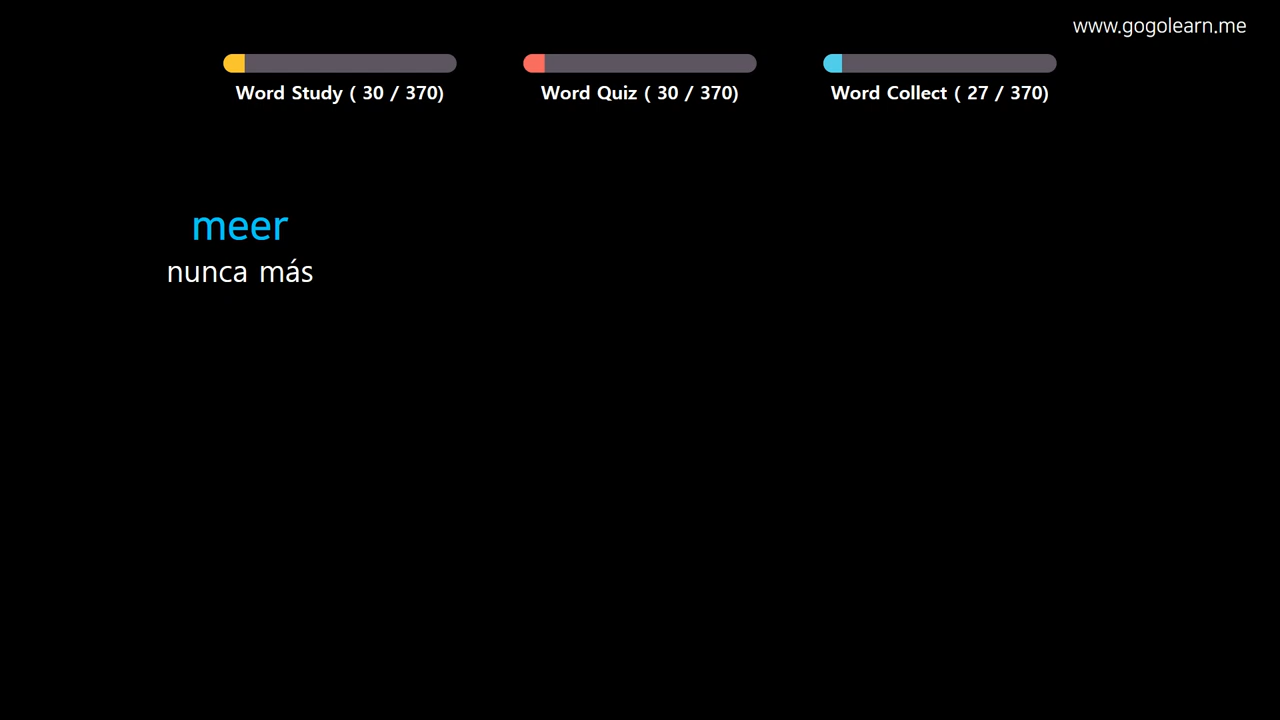 www.gogolearn.me
Word Study ( 30 / 370)
Word Quiz ( 30 / 370)
Word Collect ( 27 / 370)
meer
nunca más